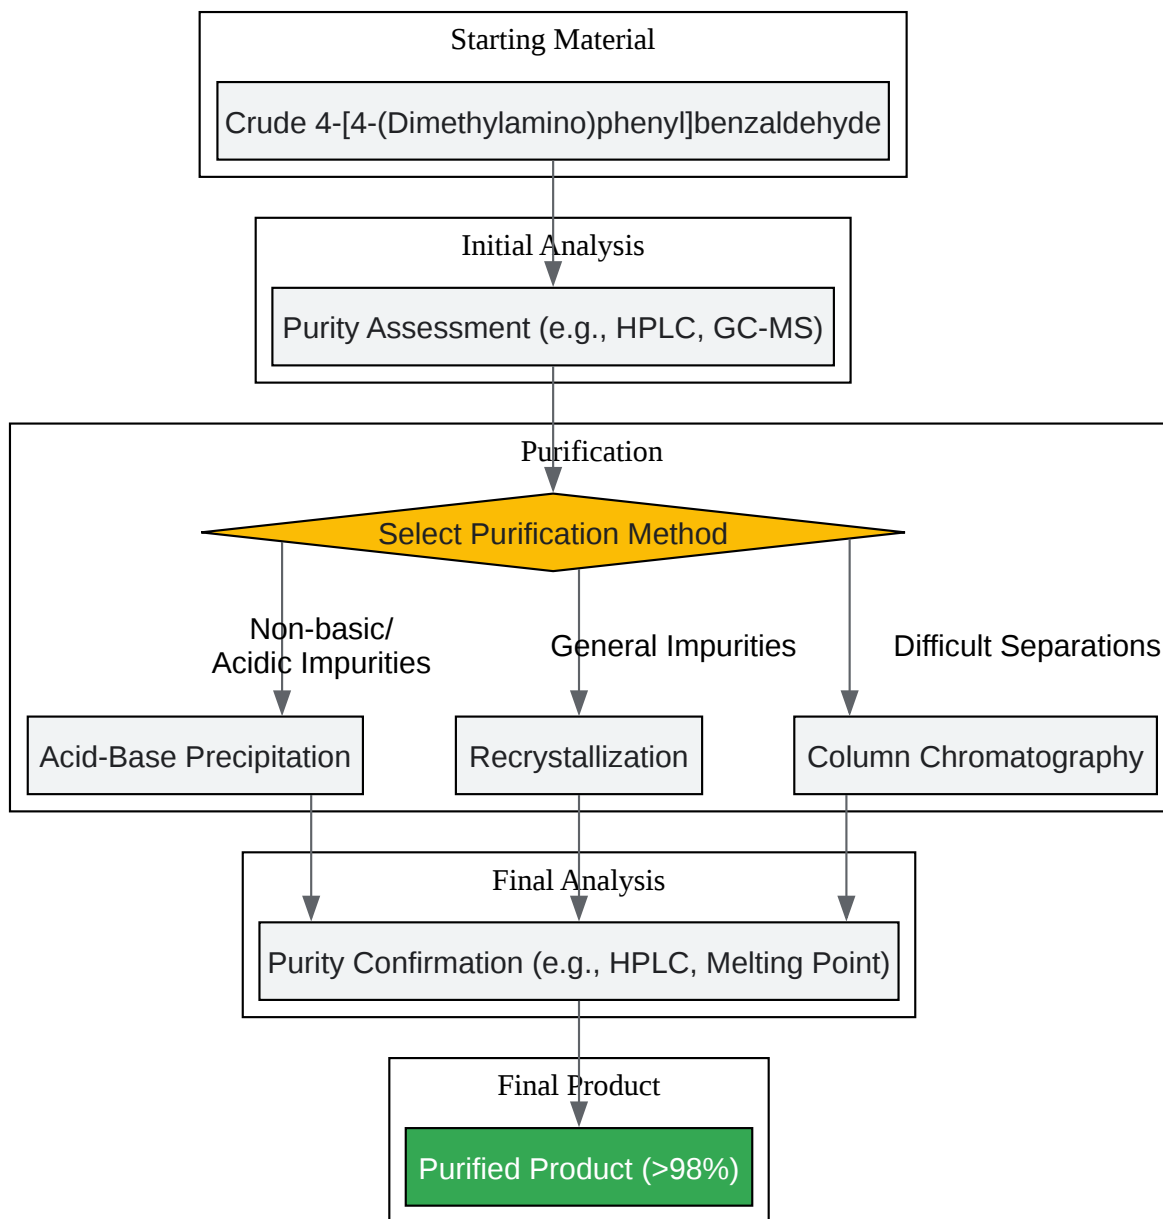 Starting Material
Crude 4-[4-(Dimethylamino)phenyl]benzaldehyde
Initial Analysis
Purity Assessment (e.g., HPLC, GC-MS)
Purification
Select Purification Method
Non-basic/
Acidic Impurities
General Impurities
Difficult Separations
Acid-Base Precipitation
Recrystallization
Column Chromatography
Final Analysis
Purity Confirmation (e.g., HPLC, Melting Point)
Final Product
Purified Product (>98%)